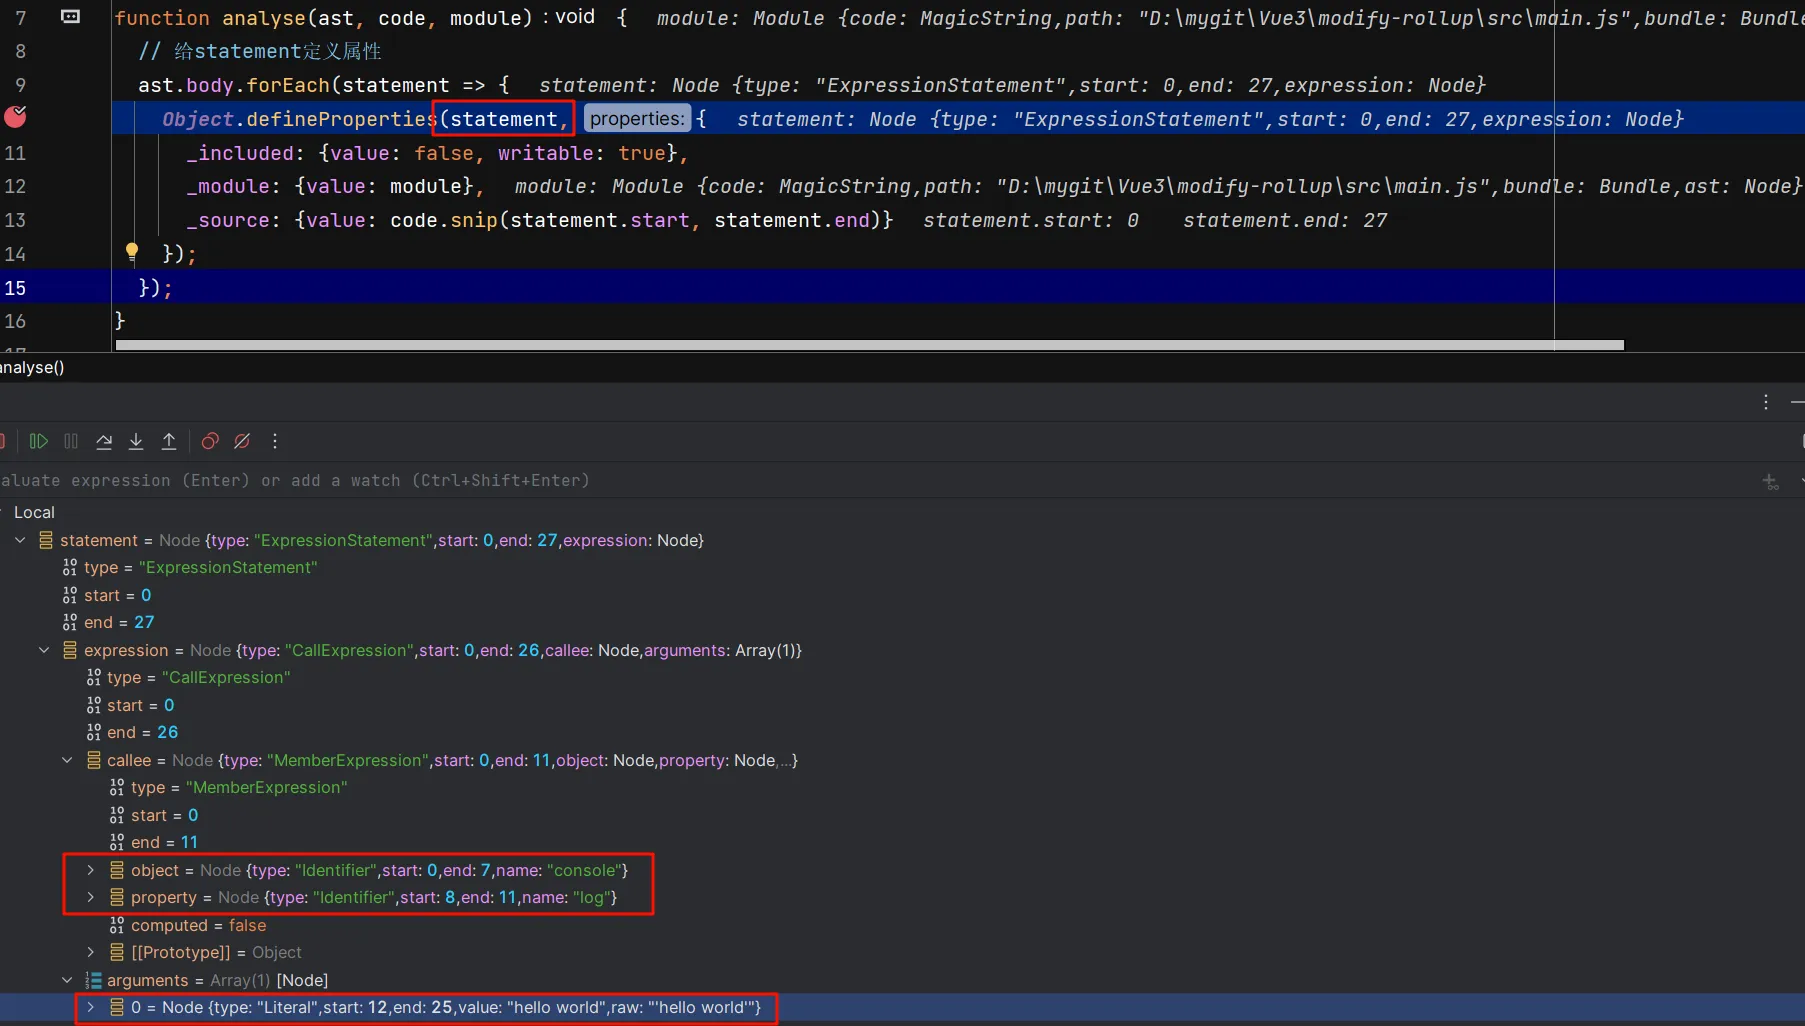 7 function analyse(ast, code, module) : void { module: Module {code: MagicString,path: "D:\mygit\Vue3\modify-rollup\src\main.js",bundle: Bundle
8 // 给statement定义属性
9 ast.body.forEach(statement => { statement: Node {type: "ExpressionStatement",start: 0,end: 27,expression: Node}
Object.defineProperties(statement, properties: { statement: Node {type: "ExpressionStatement",start: 0,end: 27,expression: Node}
11 _included: {value: false, writable: true},
12 _module: {value: module}, module: Module {code: MagicString,path: "D:\mygit\Vue3\modify-rollup\src\main.js",bundle: Bundle,ast: Node}
13 _source: {value: code.snip(statement.start, statement.end)} statement.start: 0 statement.end: 27
14 });
15 });
16 }
analyse()
aluate expression (Enter) or add a watch (Ctrl+Shift+Enter)
Local
statement = Node {type: "ExpressionStatement",start: 0,end: 27,expression: Node}
type = "ExpressionStatement"
start = 0
end = 27
expression = Node {type: "CallExpression",start: 0,end: 26,callee: Node,arguments: Array(1)}
type = "CallExpression"
start = 0
end = 26
callee = Node {type: "MemberExpression",start: 0,end: 11,object: Node,property: Node,...}
type = "MemberExpression"
start = 0
end = 11
object = Node {type: "Identifier",start: 0,end: 7,name: "console"}
property = Node {type: "Identifier",start: 8,end: 11,name: "log"}
computed = false
[[Prototype]] = Object
arguments = Array(1) [Node]
0 = Node {type: "Literal",start: 12,end: 25,value: "hello world",raw: "'hello world'"}